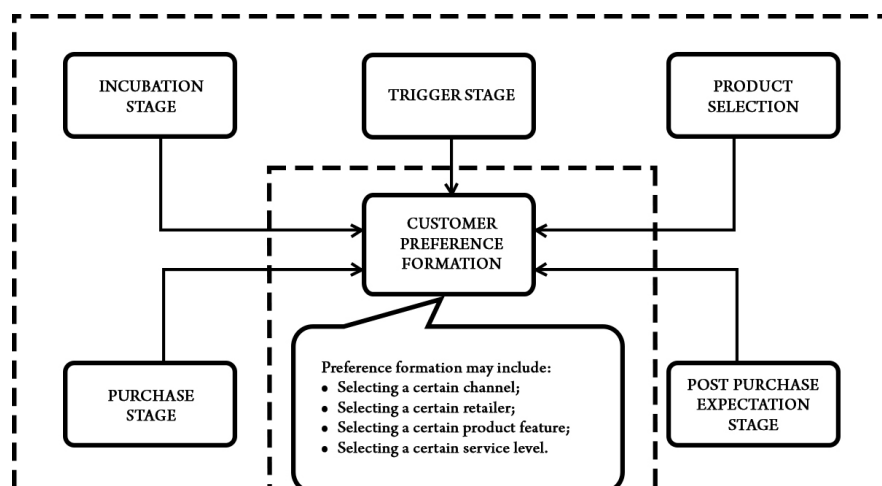 INCUBATION
STAGE
TRIGGER STAGE
PRODUCT
SELECTION
CUSTOMER
PREFERENCE
FORMATION
Preference formation may include:
• Selecting a certain channel;
• Selecting a certain retailer;
• Selecting a certain product feature;
• Selecting a certain service level.
PURCHASE
STAGE
POST PURCHASE
EXPECTATION
STAGE